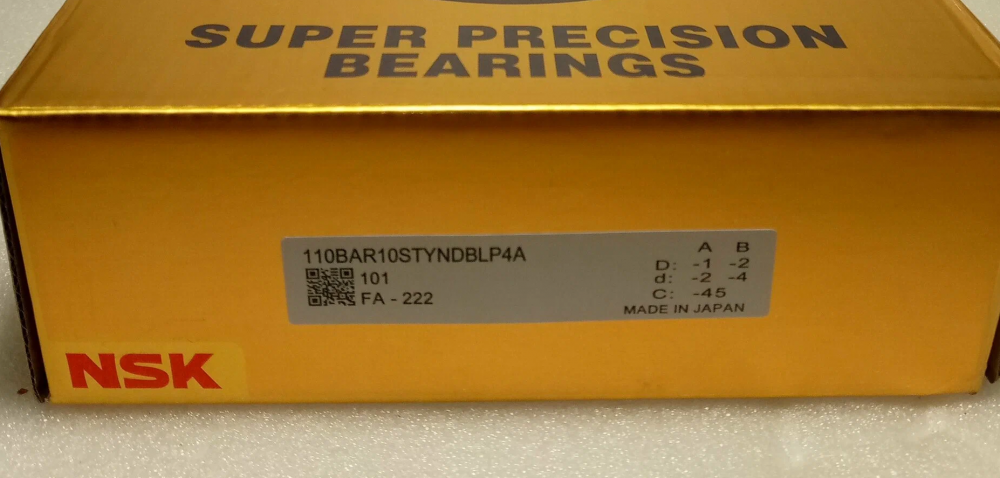 SUPER PRECISION
BEARINGS
110BAR10STYNDBLP4A
101
FA - 222
A B
D: -1 -2
d: -2 -4
C: -45
MADE IN JAPAN
NSK